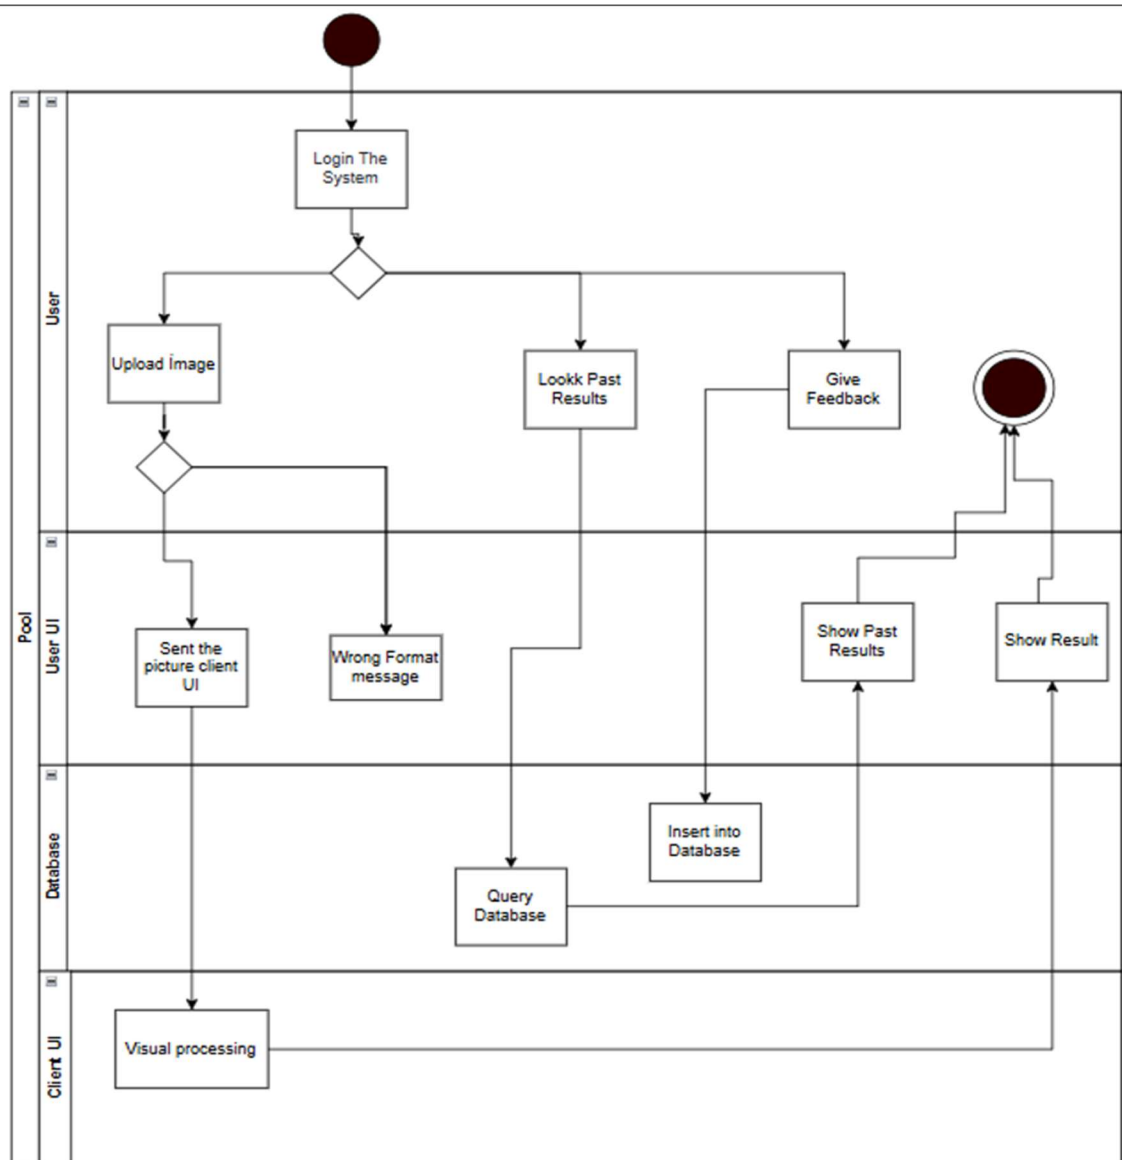 Pool
User
Login The
System
Upload İmage
Lookk Past
Results
Give
Feedback
User UI
Sent the
picture client
UI
Wrong Format
message
Show Past
Results
Show Result
Database
Insert into
Database
Query
Database
Client UI
Visual processing